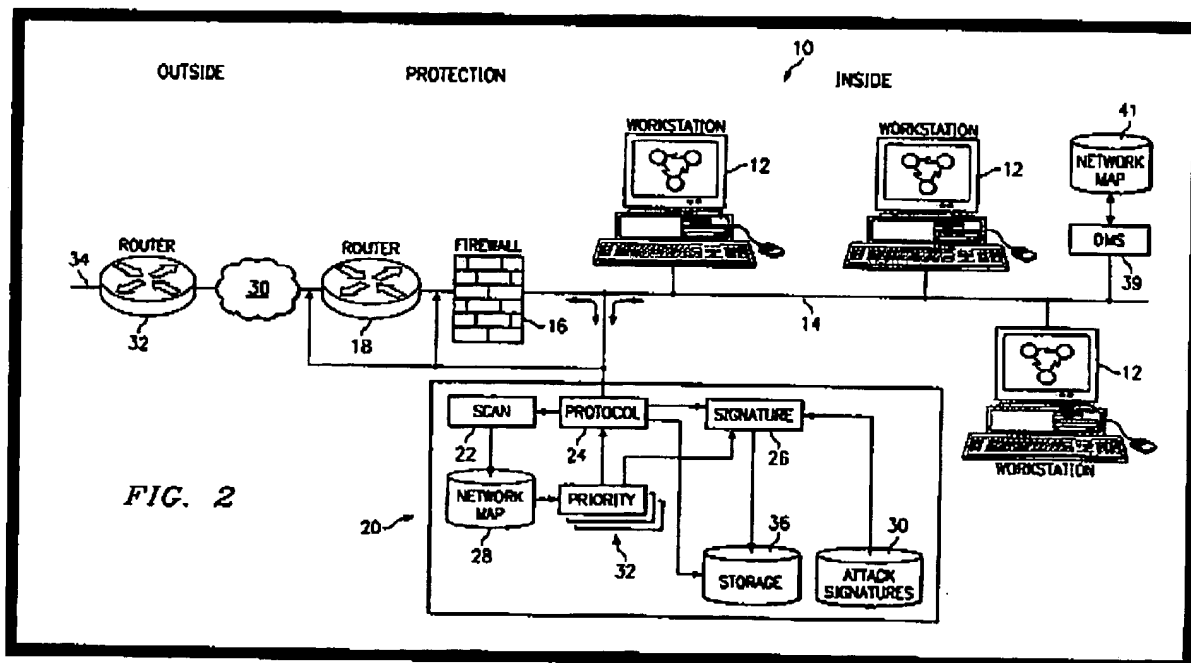 10
OUTSIDE
PROTECTION
INSIDE
WORKSTATION
12
WORKSTATION
12
41
NETWORK
MAP
DMS
39
34
ROUTER
32
30
ROUTER
18
FIREWALL
16
14
12
WORKSTATION
SCAN
22
PROTOCOL
24
SIGNATURE
26
NETWORK
MAP
28
PRIORITY
32
20
36
STORAGE
30
ATTACK
SIGNATURES
FIG. 2